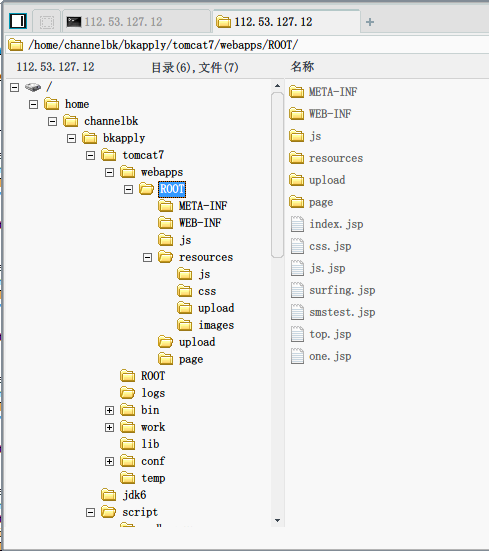 112.53.127.12
112.53.127.12
/home/channelbk/bkapply/tomcat7/webapps/ROOT/
112.53.127.12 目录(6),文件(7)
/
home
channelbk
bkapply
tomcat7
webapps
ROOT
META-INF
WEB-INF
js
resources
js
css
upload
images
upload
page
ROOT
logs
bin
work
lib
conf
temp
jdk6
script
名称
META-INF
WEB-INF
js
resources
upload
page
index.jsp
css.jsp
js.jsp
surfing.jsp
smstest.jsp
top.jsp
one.jsp